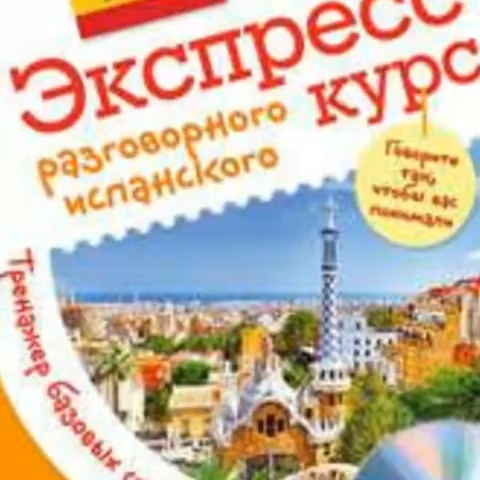 Экспресс
курс
разговорного
испанского
Говорите
так,
чтобы вас
понимали
Тренажер базовых